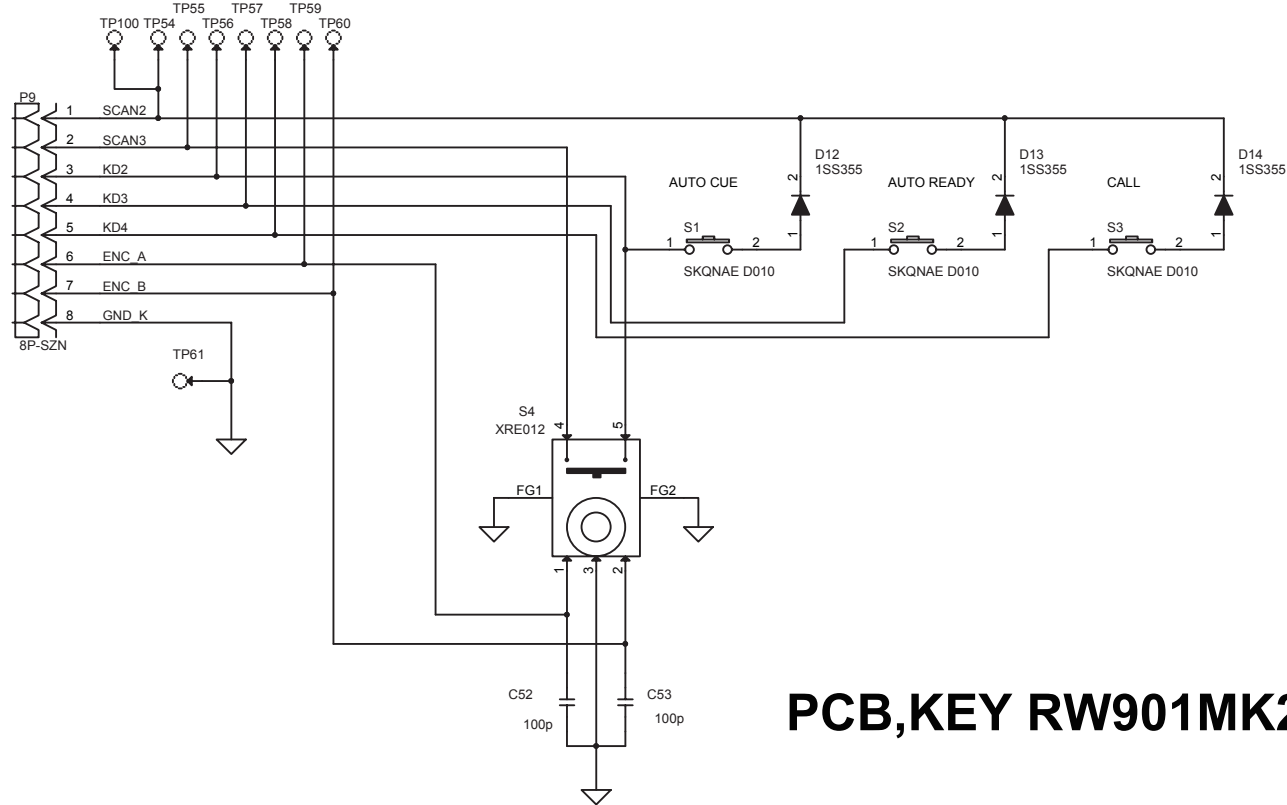 TP55 TP57 TP59
TP100 TP54 TP56 TP58 TP60
P9
1 SCAN2
2 SCAN3
3 KD2
4 KD3
5 KD4
6 ENC_A
7 ENC_B
8 GND_K
8P-SZN
TP61
AUTO CUE
S1
1 2
SKQNAE D010
D12
1SS355
2
1
AUTO READY
S2
1 2
SKQNAE D010
D13
1SS355
2
1
CALL
S3
1 2
SKQNAE D010
D14
1SS355
2
1
S4
XRE012
4 5
FG1 FG2
1 3 2
C52
100p
C53
100p
PCB,KEY RW901MK2